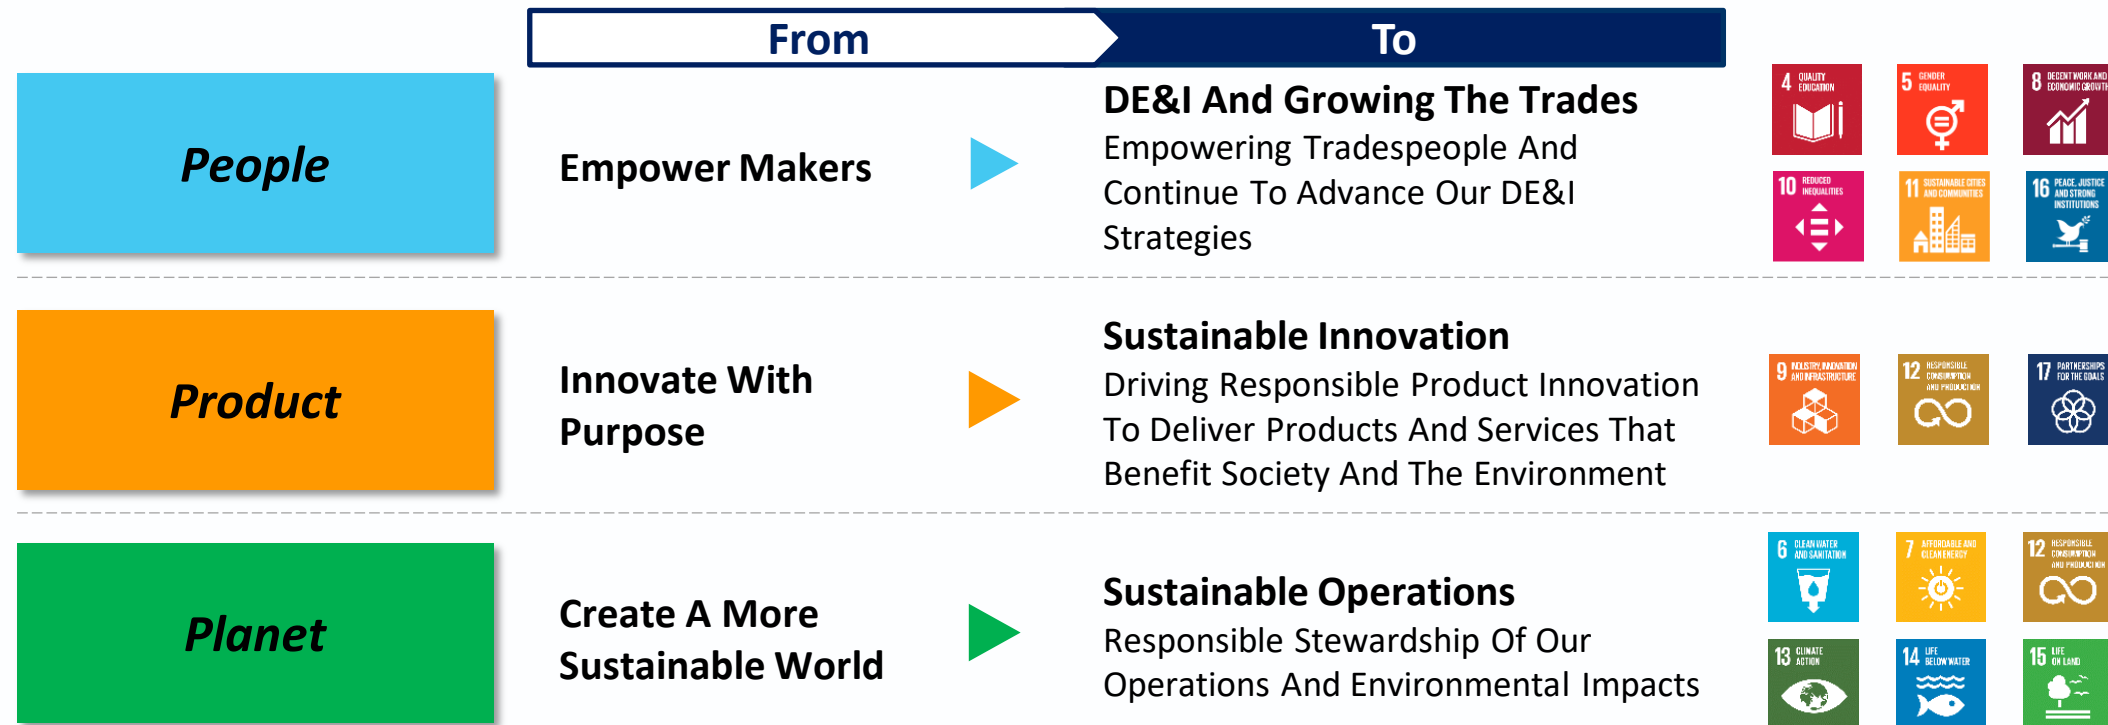 From
To
People
Empower Makers
DE&I And Growing The Trades
Empowering Tradespeople And
Continue To Advance Our DE&I
Strategies
4 QUALITY
EDUCATION
5 GENDER
EQUALITY
8 DECENT WORK AND
ECONOMIC GROWTH
10 REDUCED
INEQUALITIES
11 SUSTAINABLE CITIES
AND COMMUNITIES
16 PEACE, JUSTICE
AND STRONG
INSTITUTIONS
Product
Innovate With
Purpose
Sustainable Innovation
Driving Responsible Product Innovation
To Deliver Products And Services That
Benefit Society And The Environment
9 INDUSTRY, INNOVATION
AND INFRASTRUCTURE
12 RESPONSIBLE
CONSUMPTION
AND PRODUCTION
17 PARTNERSHIPS
FOR THE GOALS
Planet
Create A More
Sustainable World
Sustainable Operations
Responsible Stewardship Of Our
Operations And Environmental Impacts
6 CLEAN WATER
AND SANITATION
7 AFFORDABLE AND
CLEAN ENERGY
12 RESPONSIBLE
CONSUMPTION
AND PRODUCTION
13 CLIMATE
ACTION
14 LIFE
BELOW WATER
15 LIFE
ON LAND